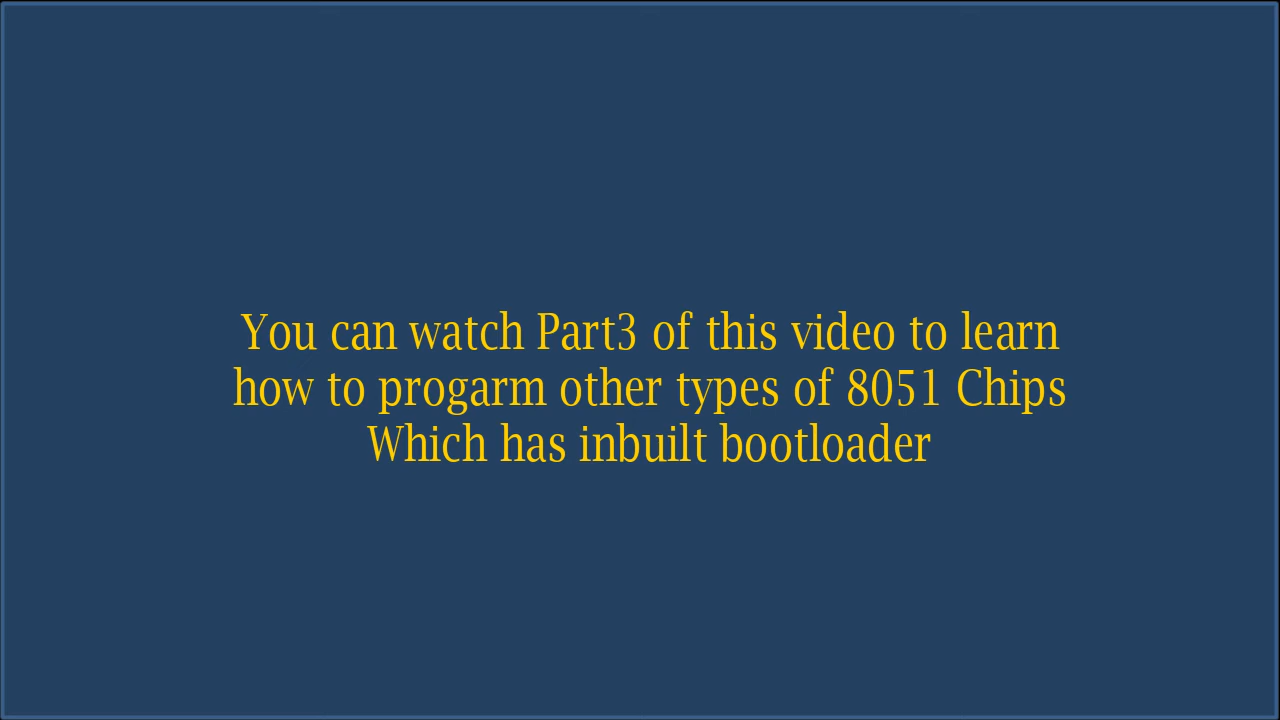 You can watch Part3 of this video to learn
how to progarm other types of 8051 Chips
Which has inbuilt bootloader